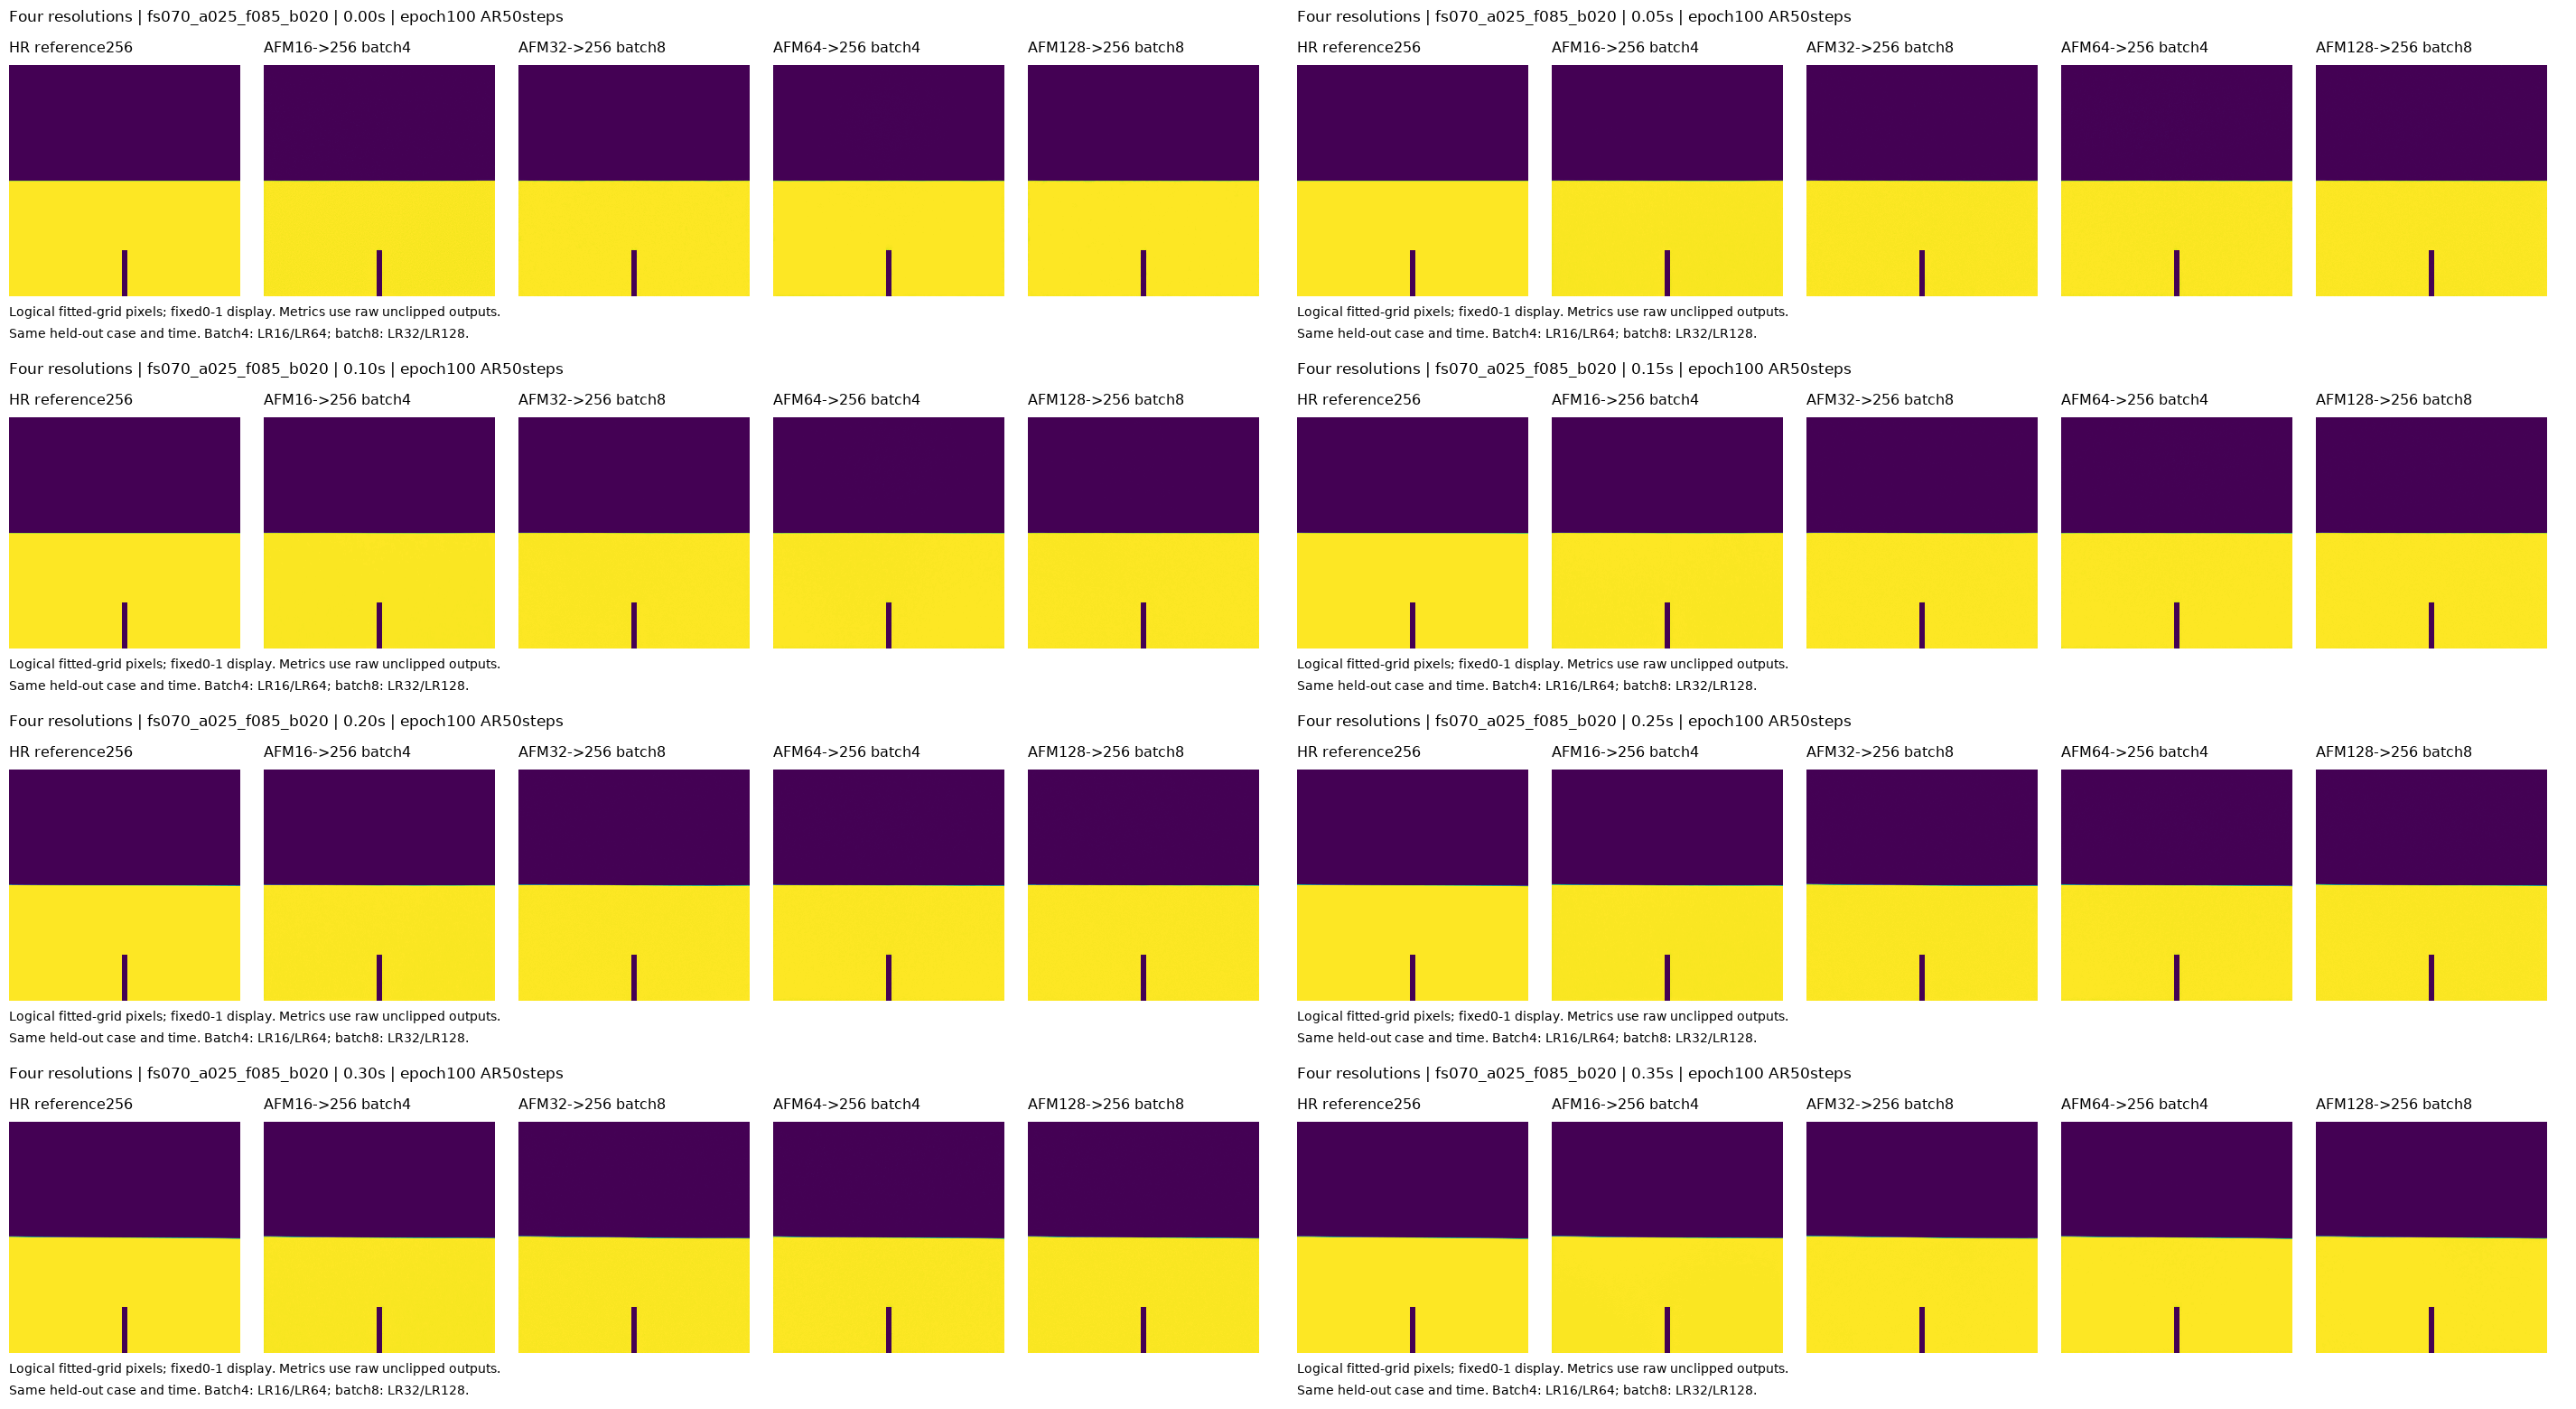 Four resolutions | fs070_a025_f085_b020 | 0.00s | epoch100 AR50steps
HR reference256 AFM16->256 batch4 AFM32->256 batch8 AFM64->256 batch4 AFM128->256 batch8
Logical fitted-grid pixels; fixed0-1 display. Metrics use raw unclipped outputs.
Same held-out case and time. Batch4: LR16/LR64; batch8: LR32/LR128.
Four resolutions | fs070_a025_f085_b020 | 0.05s | epoch100 AR50steps
HR reference256 AFM16->256 batch4 AFM32->256 batch8 AFM64->256 batch4 AFM128->256 batch8
Logical fitted-grid pixels; fixed0-1 display. Metrics use raw unclipped outputs.
Same held-out case and time. Batch4: LR16/LR64; batch8: LR32/LR128.
Four resolutions | fs070_a025_f085_b020 | 0.10s | epoch100 AR50steps
HR reference256 AFM16->256 batch4 AFM32->256 batch8 AFM64->256 batch4 AFM128->256 batch8
Logical fitted-grid pixels; fixed0-1 display. Metrics use raw unclipped outputs.
Same held-out case and time. Batch4: LR16/LR64; batch8: LR32/LR128.
Four resolutions | fs070_a025_f085_b020 | 0.15s | epoch100 AR50steps
HR reference256 AFM16->256 batch4 AFM32->256 batch8 AFM64->256 batch4 AFM128->256 batch8
Logical fitted-grid pixels; fixed0-1 display. Metrics use raw unclipped outputs.
Same held-out case and time. Batch4: LR16/LR64; batch8: LR32/LR128.
Four resolutions | fs070_a025_f085_b020 | 0.20s | epoch100 AR50steps
HR reference256 AFM16->256 batch4 AFM32->256 batch8 AFM64->256 batch4 AFM128->256 batch8
Logical fitted-grid pixels; fixed0-1 display. Metrics use raw unclipped outputs.
Same held-out case and time. Batch4: LR16/LR64; batch8: LR32/LR128.
Four resolutions | fs070_a025_f085_b020 | 0.25s | epoch100 AR50steps
HR reference256 AFM16->256 batch4 AFM32->256 batch8 AFM64->256 batch4 AFM128->256 batch8
Logical fitted-grid pixels; fixed0-1 display. Metrics use raw unclipped outputs.
Same held-out case and time. Batch4: LR16/LR64; batch8: LR32/LR128.
Four resolutions | fs070_a025_f085_b020 | 0.30s | epoch100 AR50steps
HR reference256 AFM16->256 batch4 AFM32->256 batch8 AFM64->256 batch4 AFM128->256 batch8
Logical fitted-grid pixels; fixed0-1 display. Metrics use raw unclipped outputs.
Same held-out case and time. Batch4: LR16/LR64; batch8: LR32/LR128.
Four resolutions | fs070_a025_f085_b020 | 0.35s | epoch100 AR50steps
HR reference256 AFM16->256 batch4 AFM32->256 batch8 AFM64->256 batch4 AFM128->256 batch8
Logical fitted-grid pixels; fixed0-1 display. Metrics use raw unclipped outputs.
Same held-out case and time. Batch4: LR16/LR64; batch8: LR32/LR128.